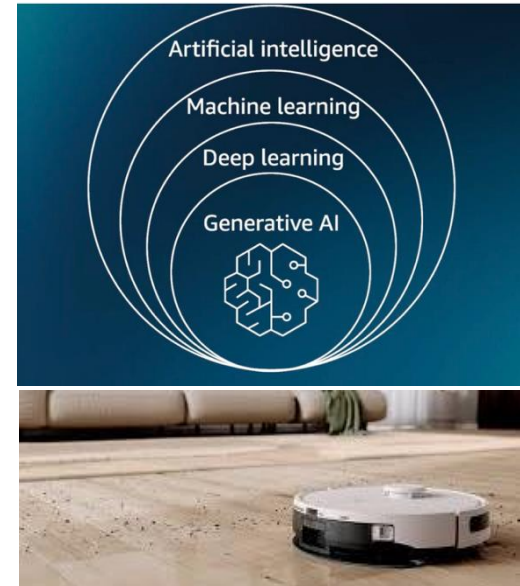 Artificial intelligence
Machine learning
Deep learning
Generative AI